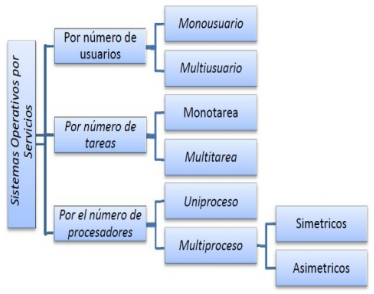 Sistemas Operativos por
Servicios
Por número de
usuarios
Monousuario
Multiusuario
Por número de
tareas
Monotarea
Multitarea
Por el número de
procesadores
Uniproceso
Multiproceso
Simetricos
Asimetricos